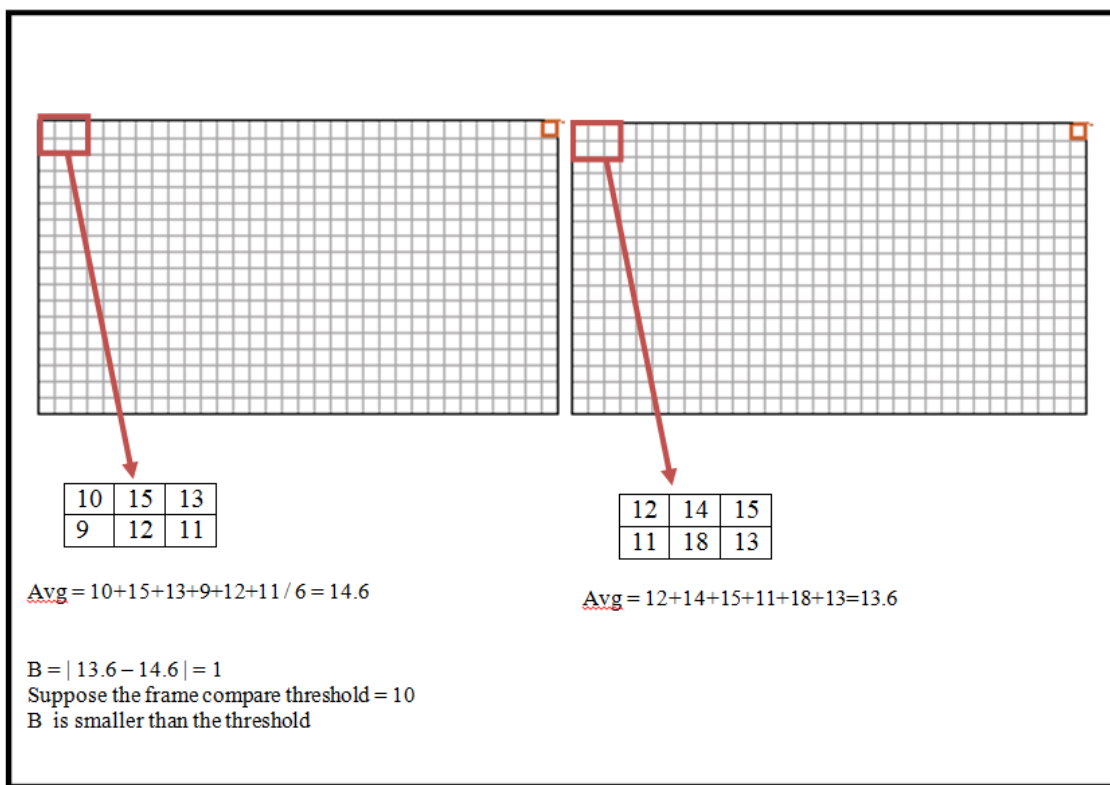 10 15 13
9 12 11
12 14 15
11 18 13
Avg = 10+15+13+9+12+11 / 6 = 14.6
Avg = 12+14+15+11+18+13=13.6
B = | 13.6 – 14.6 | = 1
Suppose the frame compare threshold = 10
B is smaller than the threshold